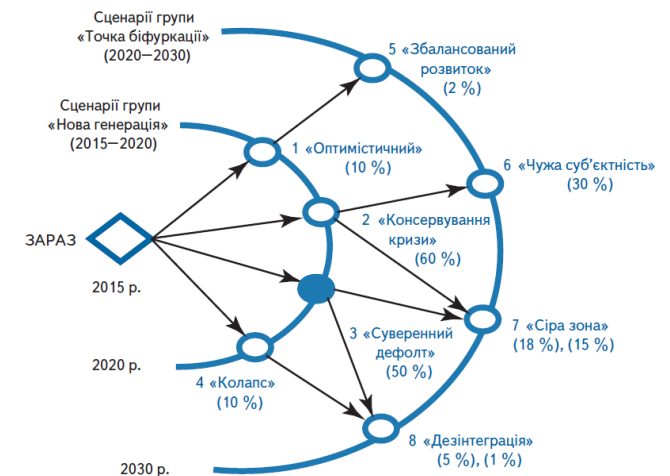 Сценарії групи
«Точка біфуркації»
(2020—2030)
5 «Збалансований
розвиток»
(2 %)
Сценарії групи
«Нова генерація»
(2015—2020)
1 «Оптимістичний»
(10 %)
6 «Чужа суб’єктність»
(30 %)
2 «Консервування
кризи»
(60 %)
ЗАРАЗ
2015 р.
7 «Сіра зона»
(18 %), (15 %)
3 «Суверенний
дефолт»
(50 %)
2020 р.
4 «Колапс»
(10 %)
8 «Дезінтеграція»
(5 %), (1 %)
2030 р.